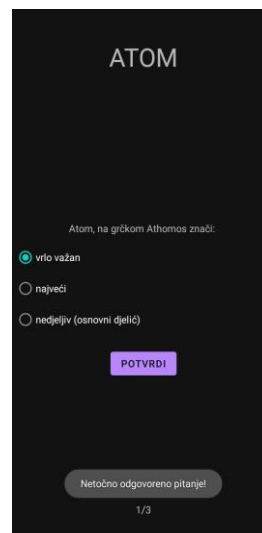 ATOM
Atom, na grčkom Athomos znači:
vrlo važan
najveći
nedjeljiv (osnovni djelić)
POTVRDI
Netočno odgovoreno pitanje!
1/3